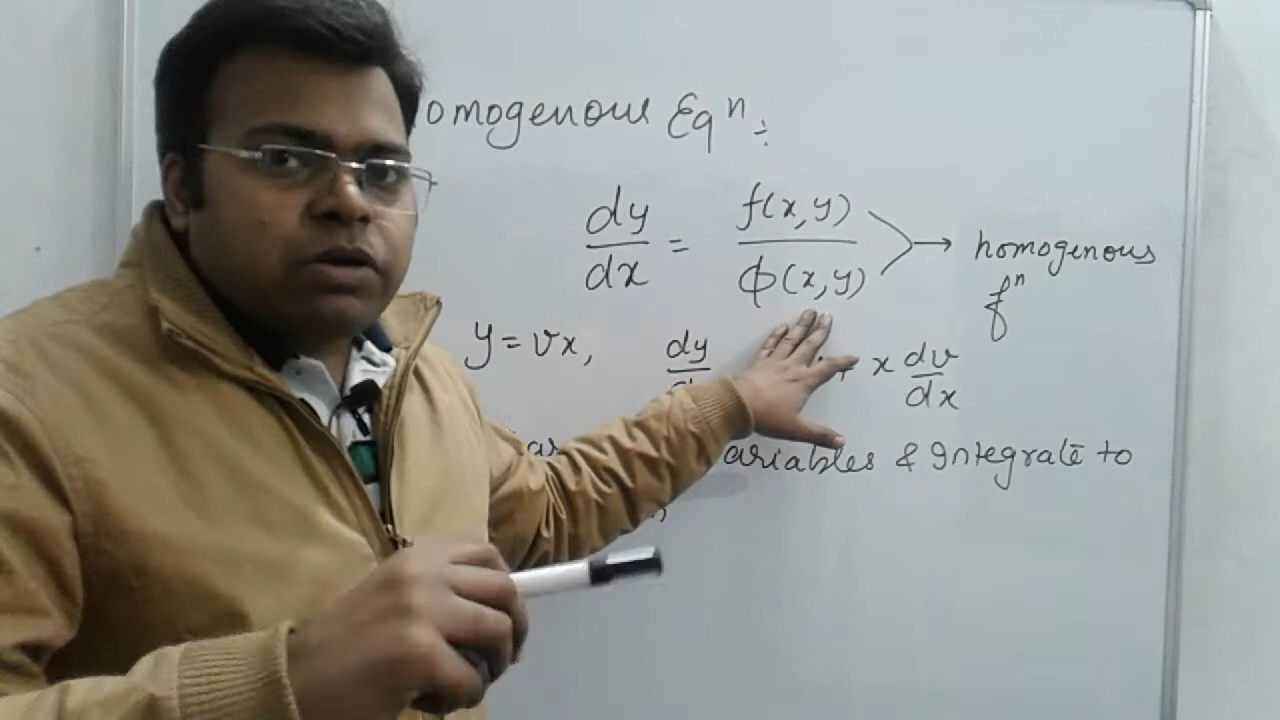 omogenous Eqⁿ:
dy/dx = f(x,y)/ϕ(x,y) → homogenous fⁿ
y = vx, dy + x dv/dx
ariables & Integrate to